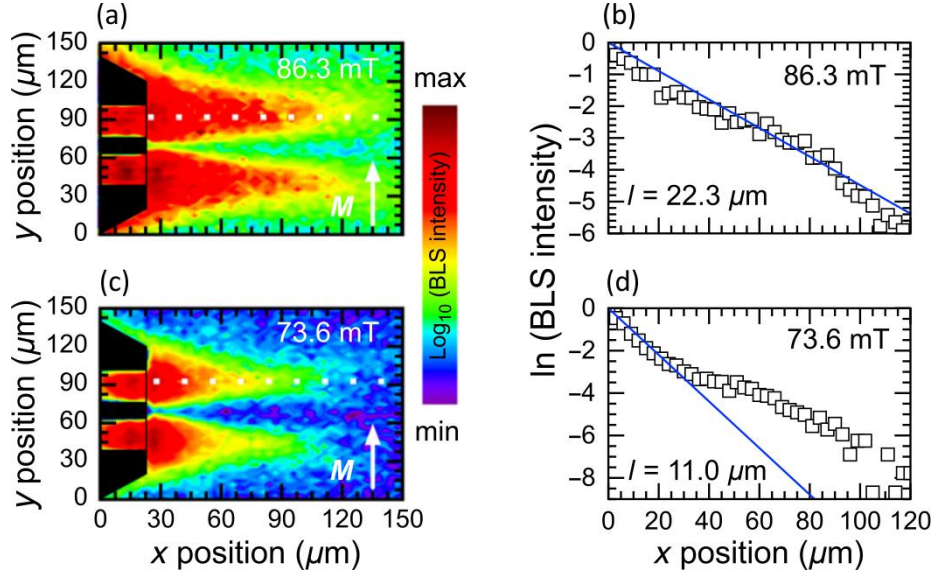 (a)
150
120
90
60
30
0
y position (µm)
86.3 mT
M
max
Log10 (BLS intensity)
min
(b)
0
−1
−2
−3
−4
−5
−6
86.3 mT
l = 22.3 µm
ln (BLS intensity)
(c)
150
120
90
60
30
0
y position (µm)
73.6 mT
M
0 30 60 90 120 150
x position (µm)
(d)
0
−2
−4
−6
−8
73.6 mT
l = 11.0 µm
0 20 40 60 80 100 120
x position (µm)